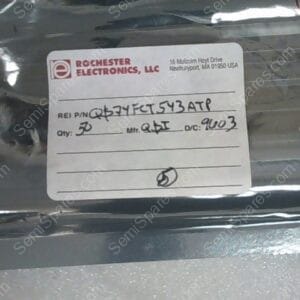 ROCHESTER
ELECTRONICS, LLC
16 Malcolm Hoyt Drive
Newburyport, MA 01950 USA
REI P/N QS74FCT543ATP
Qty: 50 Mfr. QSI D/C: 9603
5
SemiSpares.com